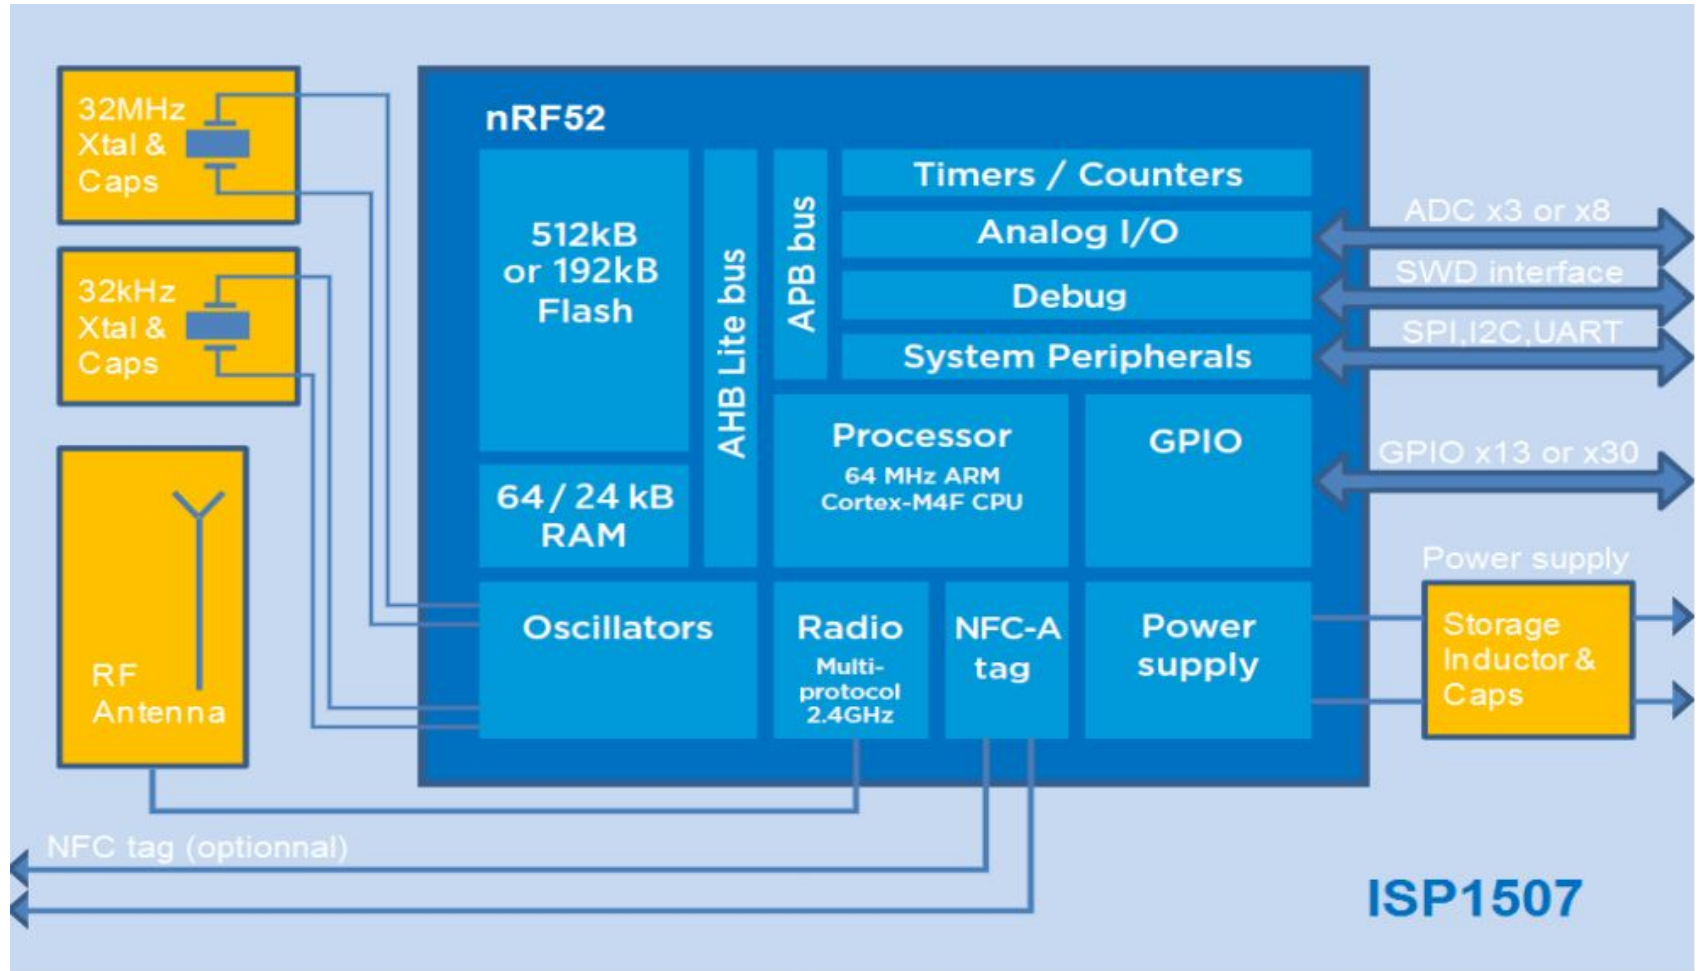 32MHz
Xtal &
Caps
32kHz
Xtal &
Caps
RF
Antenna
nRF52
512kB
or 192kB
Flash
64 / 24 kB
RAM
AHB Lite bus
APB bus
Timers / Counters
Analog I/O
Debug
System Peripherals
Processor
64 MHz ARM
Cortex-M4F CPU
GPIO
Oscillators
Radio
Multi-
protocol
2.4GHz
NFC-A
tag
Power
supply
ADC x3 or x8
SWD interface
SPI,I2C,UART
GPIO x13 or x30
Power supply
Storage
Inductor &
Caps
NFC tag (optionnal)
ISP1507